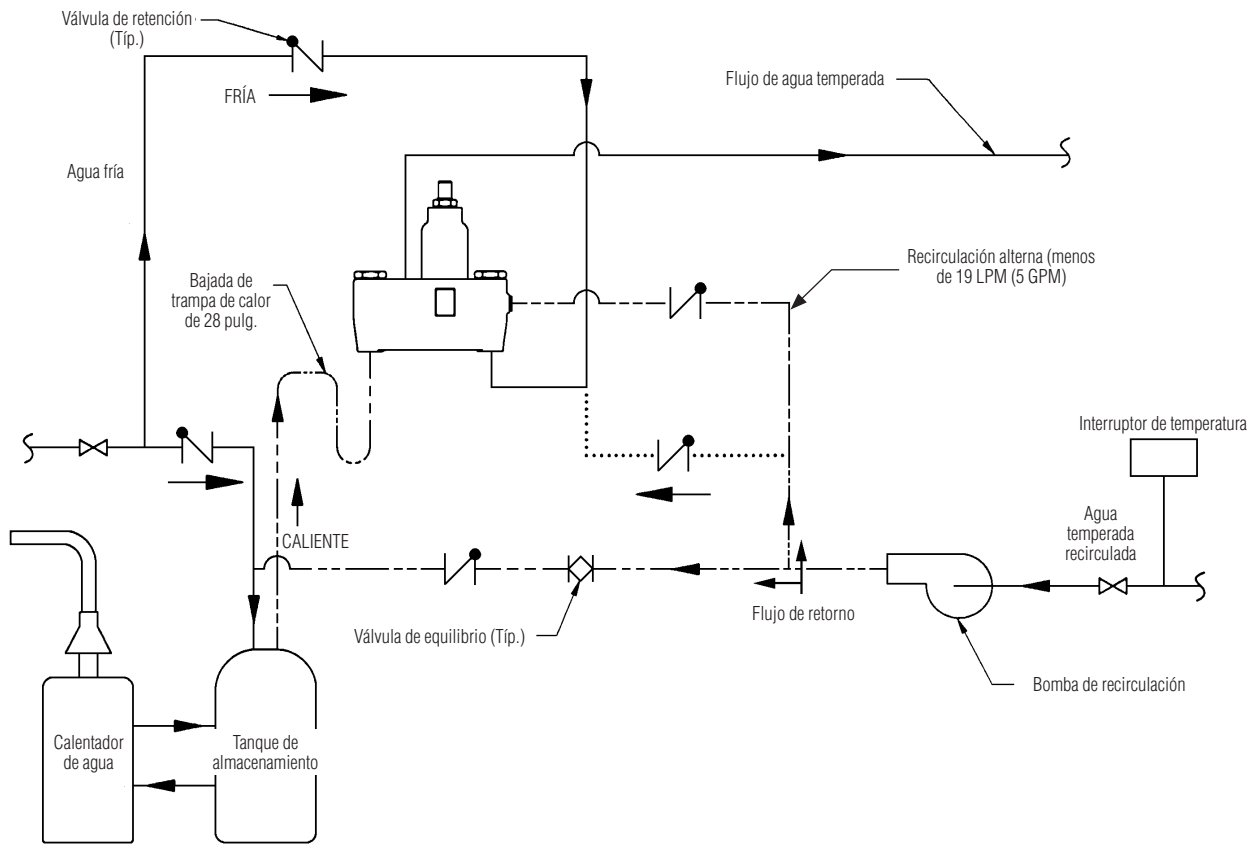 Válvula de retención
(Típ.)
FRÍA
Flujo de agua temperada
Agua fría
Recirculación alterna (menos
de 19 LPM (5 GPM)
Bajada de
trampa de calor
de 28 pulg.
Interruptor de temperatura
Agua
temperada
recirculada
CALIENTE
Flujo de retorno
Válvula de equilibrio (Típ.)
Bomba de recirculación
Calentador
de agua
Tanque de
almacenamiento